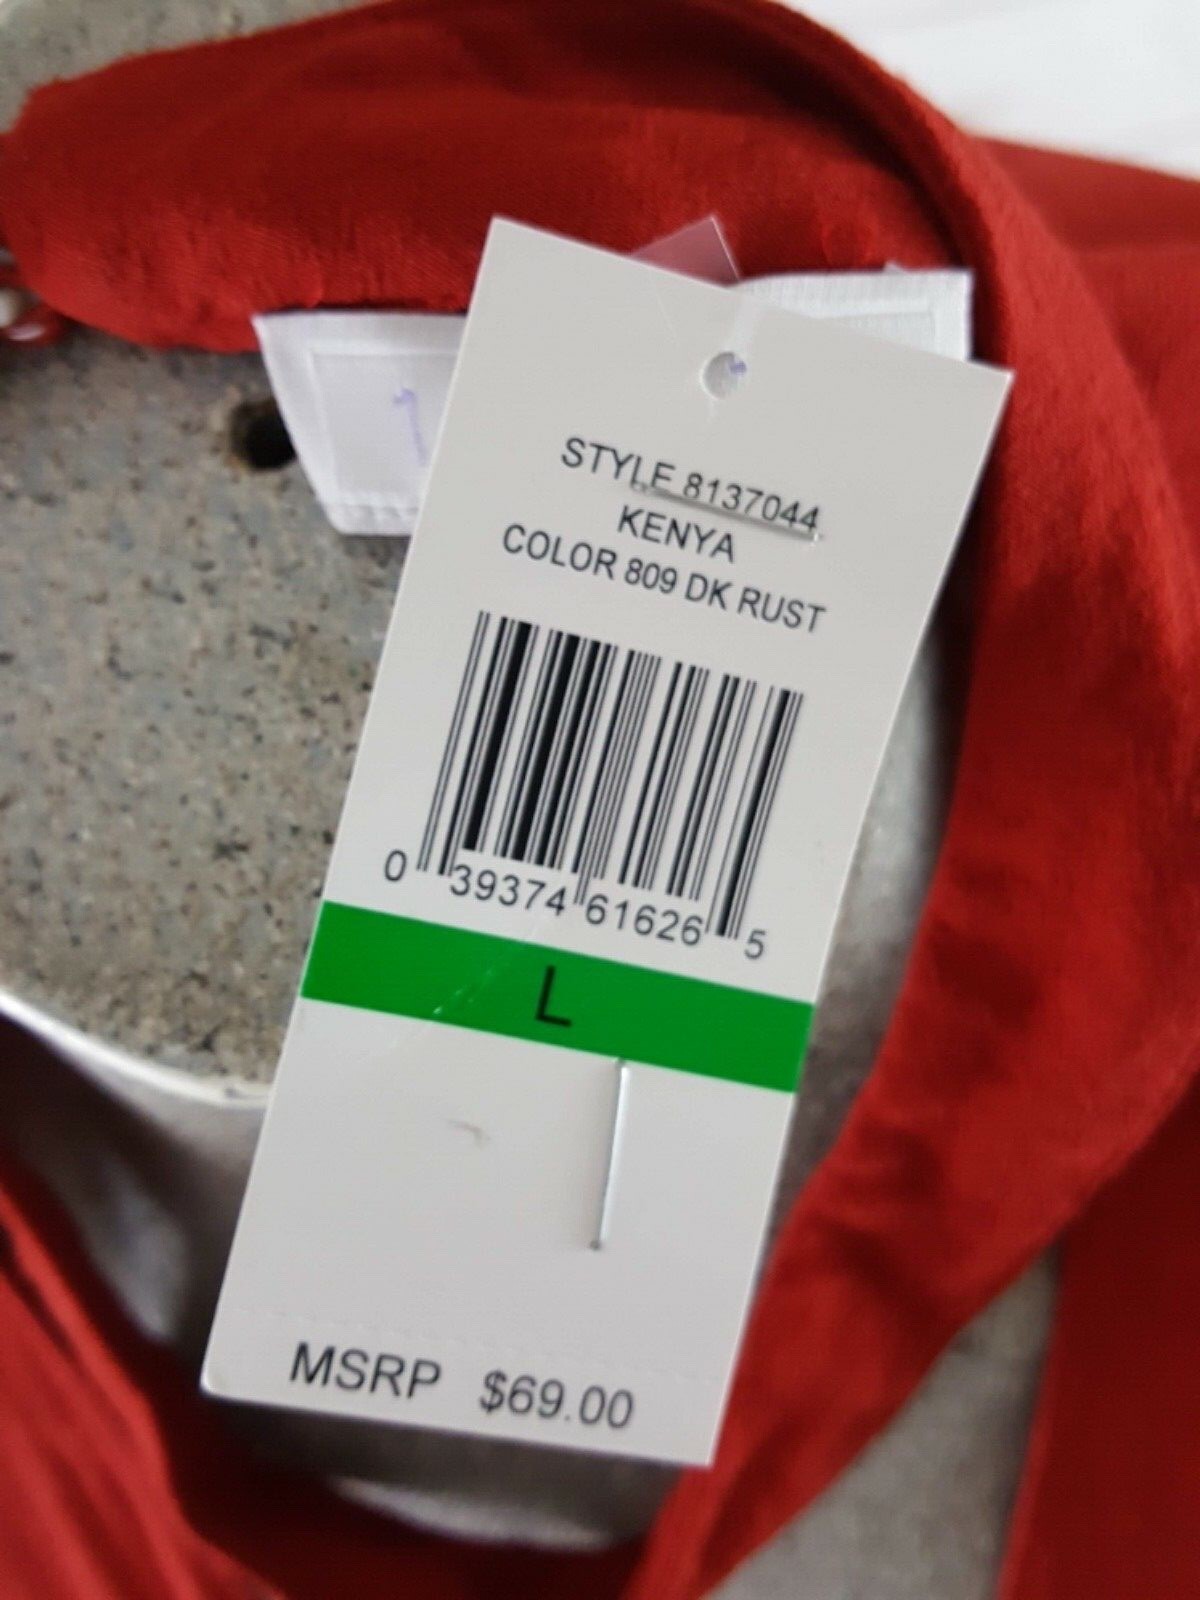 STYLE 8137044
KENYA
COLOR 809 DK RUST
0 39374 61626 5
L
MSRP $69.00